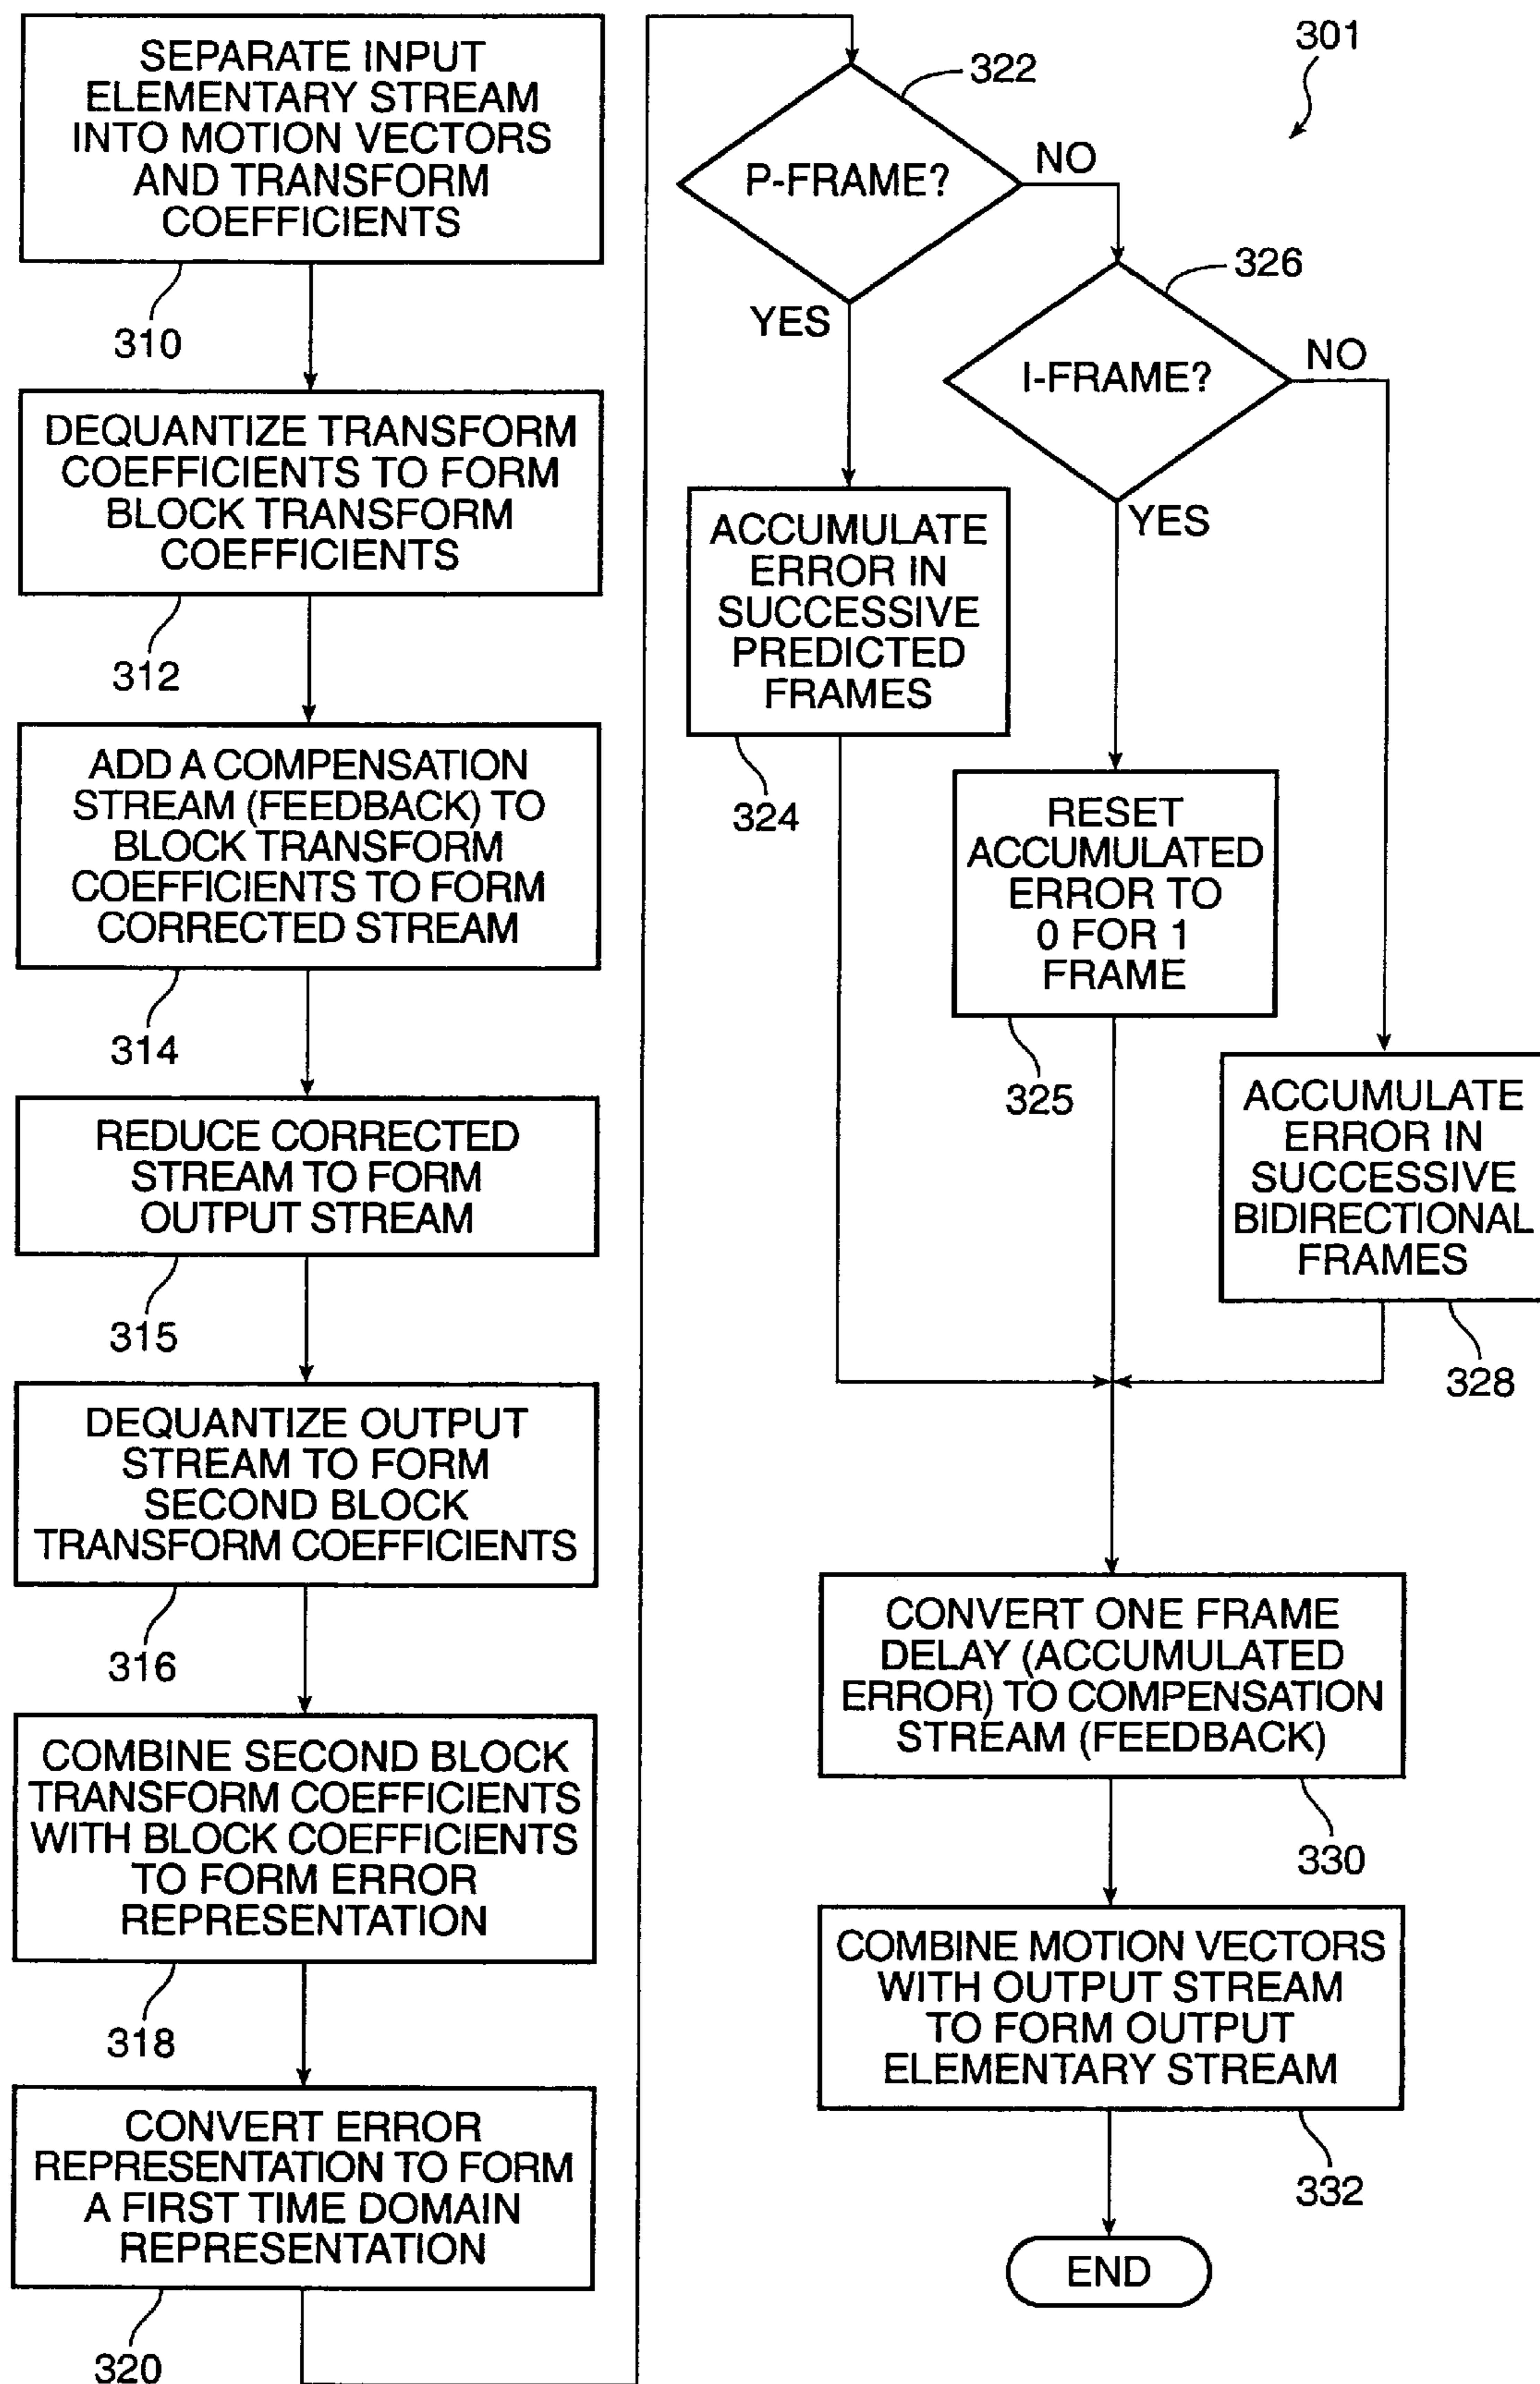 SEPARATE INPUT
ELEMENTARY STREAM
INTO MOTION VECTORS
AND TRANSFORM
COEFFICIENTS
310
DEQUANTIZE TRANSFORM
COEFFICIENTS TO FORM
BLOCK TRANSFORM
COEFFICIENTS
312
ADD A COMPENSATION
STREAM (FEEDBACK) TO
BLOCK TRANSFORM
COEFFICIENTS TO FORM
CORRECTED STREAM
314
REDUCE CORRECTED
STREAM TO FORM
OUTPUT STREAM
315
DEQUANTIZE OUTPUT
STREAM TO FORM
SECOND BLOCK
TRANSFORM COEFFICIENTS
316
COMBINE SECOND BLOCK
TRANSFORM COEFFICIENTS
WITH BLOCK COEFFICIENTS
TO FORM ERROR
REPRESENTATION
318
CONVERT ERROR
REPRESENTATION TO FORM
A FIRST TIME DOMAIN
REPRESENTATION
320
301
322
P-FRAME?
NO
YES
326
I-FRAME?
NO
YES
ACCUMULATE
ERROR IN
SUCCESSIVE
PREDICTED
FRAMES
324
RESET
ACCUMULATED
ERROR TO
0 FOR 1
FRAME
325
ACCUMULATE
ERROR IN
SUCCESSIVE
BIDIRECTIONAL
FRAMES
328
CONVERT ONE FRAME
DELAY (ACCUMULATED
ERROR) TO COMPENSATION
STREAM (FEEDBACK)
330
COMBINE MOTION VECTORS
WITH OUTPUT STREAM
TO FORM OUTPUT
ELEMENTARY STREAM
332
END